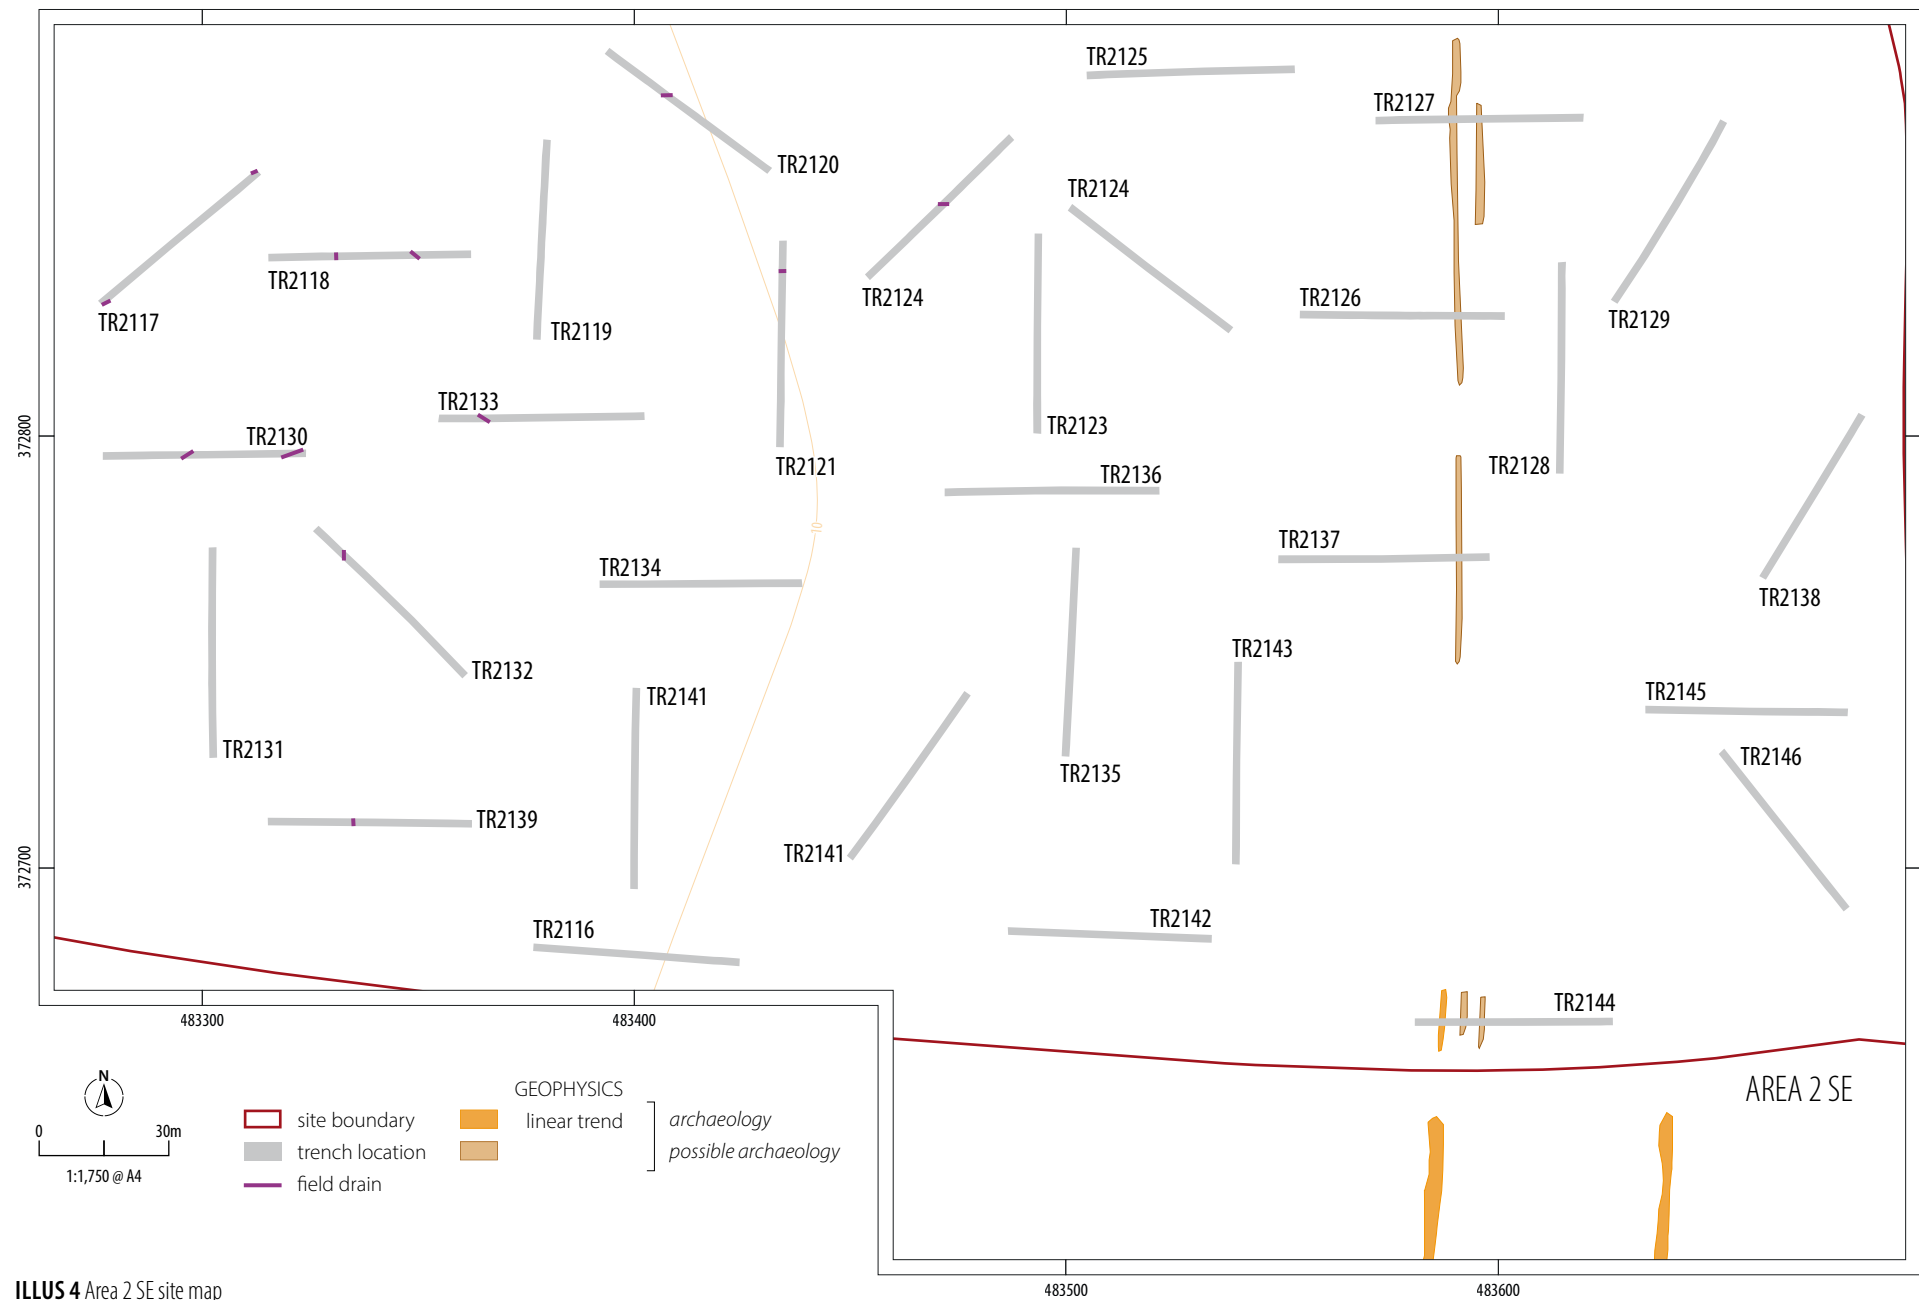 TR2125
TR2127
TR2120
TR2124
TR2118
TR2124
TR2117
TR2119
TR2126
TR2129
TR2133
TR2130
TR2123
TR2121
TR2136
TR2128
372800
10
TR2137
TR2134
TR2138
TR2143
TR2132
TR2141
TR2145
TR2131
TR2135
TR2146
TR2139
TR2141
372700
TR2116
TR2142
TR2144
483300
483400
AREA 2 SE
N
0 30m
1:1,750 @ A4
site boundary
trench location
field drain
GEOPHYSICS
linear trend
archaeology
possible archaeology
483500
483600
ILLUS 4 Area 2 SE site map